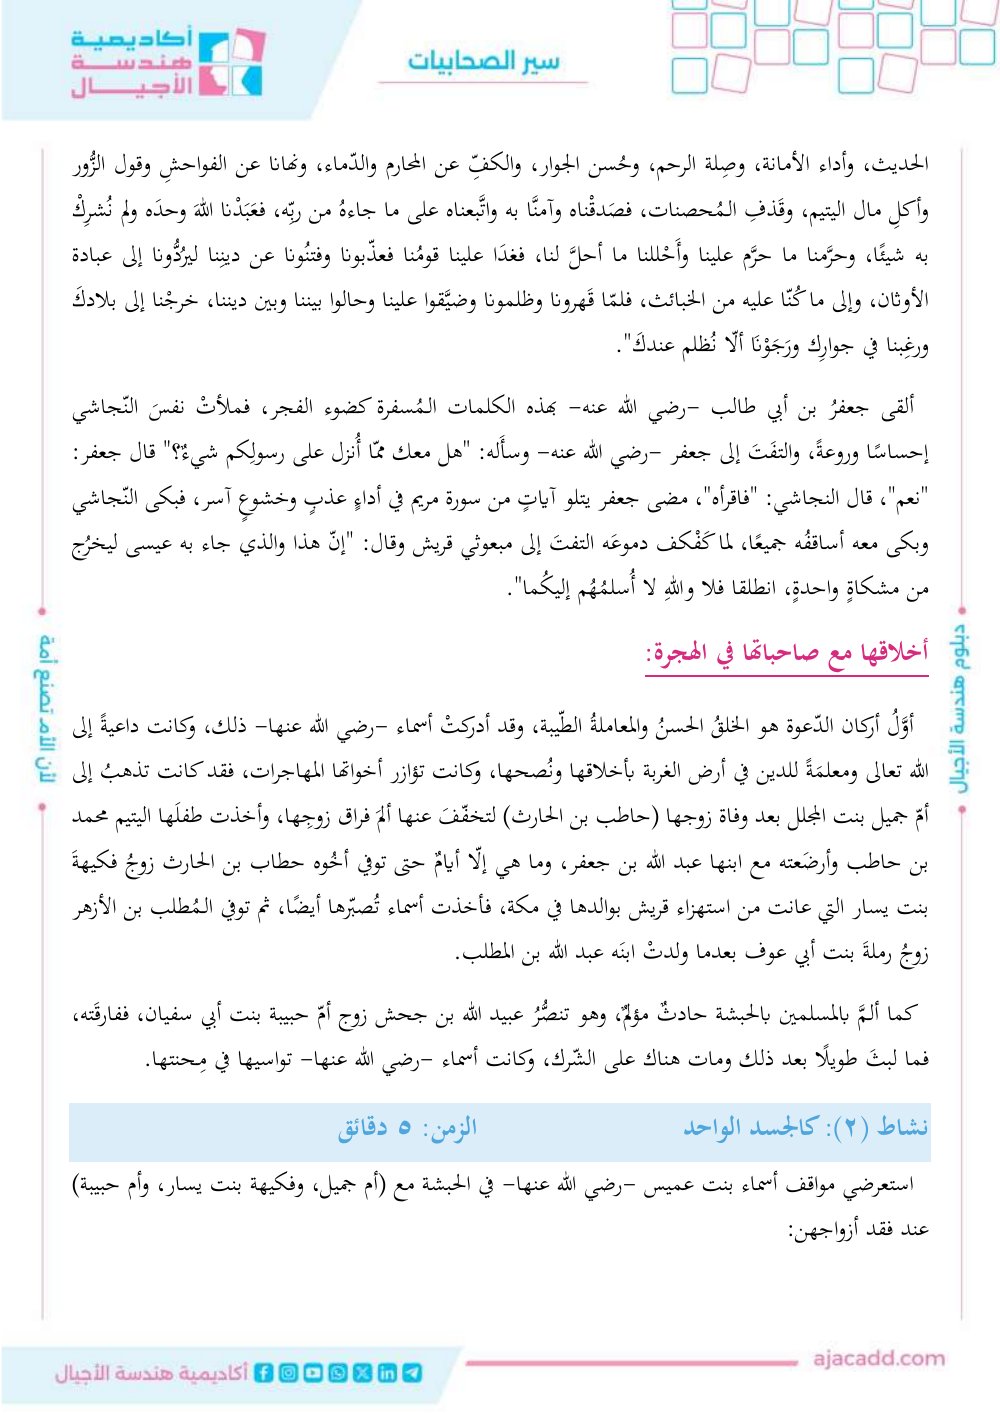 أكاديمية
هندسة
الأجيال
سير الصحابيات
الحديث، وأداء الأمانة، وصِلة الرحم، وحُسن الجوار، والكفِّ عن المحارم والدّماء، ونهانا عن الفواحشِ وقول الزُّور
وأكلِ مال اليتيم، وقَذفِ الـمُحصنات، فصَدقْناه وآمنَّا به واتَّبعناه على ما جاءهُ من ربِّه، فعَبَدْنا اللهَ وحدَه ولم نُشرِكْ
به شيئًا، وحرَّمنا ما حرَّم علينا وأَحْللنا ما أحلَّ لنا، فغدَا علينا قومُنا فعذّبونا وفتنُونا عن ديننِا ليَرُدُّونا إلى عبادة
الأوثان، وإلى ما كُنّا عليه من الخبائث، فلمّا قَهرونا وظلمونا وضيَّقوا علينا وحالوا بيننا وبين ديننا، خرجْنا إلى بلادكَ
ورغِبنا في جوارِك ورَجَوْنَا ألّا نُظلم عندكَ".
ألقى جعفرُ بن أبي طالب –رضي الله عنه– بهذه الكلمات الـمُسفرة كضوء الفجر، فملأتْ نفسَ النّجاشي
إحساسًا وروعةً، والتفَتَ إلى جعفر –رضي الله عنه– وسأَله: "هل معك ممّا أُنزل على رسولِكم شيءٌ؟" قال جعفر:
"نعم"، قال النجاشي: "فاقرأه"، مضى جعفر يتلو آياتٍ من سورة مريم في أداءٍ عذبٍ وخشوعٍ آسر، فبكى النّجاشي
وبكى معه أساقفُه جميعًا، لما كَفْكف دموعَه التفتَ إلى مبعوثي قريش وقال: "إنّ هذا والذي جاء به عيسى ليخرُج
من مشكاةٍ واحدةٍ، انطلقا فلا واللهِ لا أُسلمُهُم إليكُما".
أخلاقها مع صاحباتها في الهجرة:
أوَّلُ أركان الدّعوة هو الخلقُ الحسنُ والمعاملةُ الطّيبة، وقد أدركتْ أسماء –رضي الله عنها– ذلك، وكانت داعيةً إلى
الله تعالى ومعلمَةً للدين في أرض الغربة بأخلاقها ونُصحها، وكانت تؤازر أخواتها المهاجرات، فقد كانت تذهبُ إلى
أمّ جميل بنت المجلل بعد وفاة زوجها (حاطب بن الحارث) لتخفّفَ عنها ألمَ فراق زوجِها، وأخذت طفلَها اليتيم محمد
بن حاطب وأرضَعته مع ابنها عبد الله بن جعفر، وما هي إلّا أيامٌ حتى توفي أخُوه حطاب بن الحارث زوجُ فكيهةَ
بنت يسار التي عانت من استهزاء قريش بوالدها في مكة، فأخذت أسماء تُصبّرها أيضًا، ثم توفي الـمُطلب بن الأزهر
زوجُ رملةَ بنت أبي عوف بعدما ولدتْ ابنَه عبد الله بن المطلب.
كما ألـمَّ بالمسلمين بالحبشة حادثٌ مؤلمٌ، وهو تنصُّرُ عبيد الله بن جحش زوج أمّ حبيبة بنت أبي سفيان، ففارقَته،
فما لبثَ طويلًا بعد ذلك ومات هناك على الشّرك، وكانت أسماء –رضي الله عنها– تواسيها في مِـحنتها.
نشاط (٢): كالجسد الواحد الزمن: ٥ دقائق
استعرضي مواقف أسماء بنت عميس –رضي الله عنها– في الحبشة مع (أم جميل، وفكيهة بنت يسار، وأم حبيبة)
عند فقد أزواجهن:
دبلوم هندسة الأجيال
لأن الأم تصنع أمة
أكاديمية هندسة الأجيال
ajacadd.com